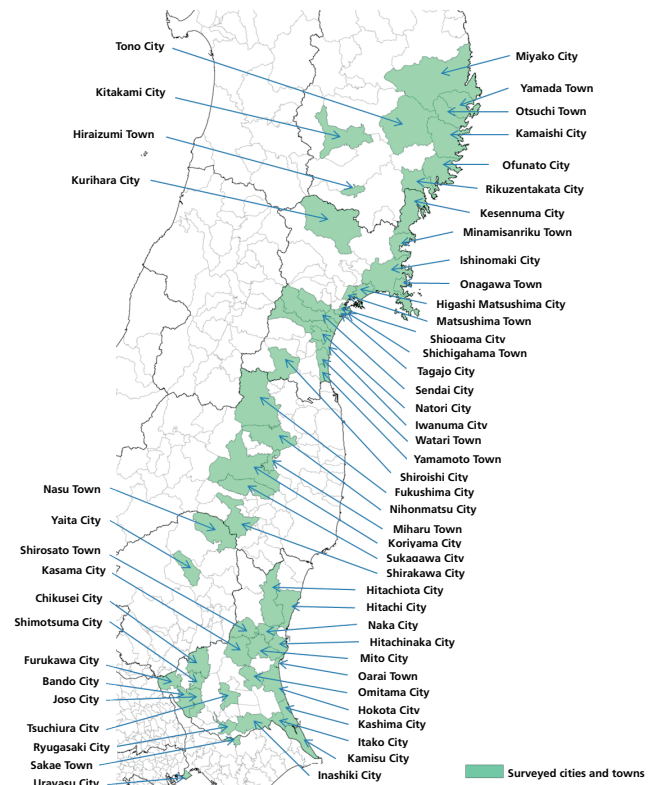 Tono City
Kitakami City
Hiraizumi Town
Kurihara City
Miyako City
Yamada Town
Otsuchi Town
Kamaishi City
Ofunato City
Rikuzentakata City
Kesennuma City
Minamisanriku Town
Ishinomaki City
Onagawa Town
Higashi Matsushima City
Matsushima Town
Shiogama City
Shichigahama Town
Tagajo City
Sendai City
Natori City
Iwanuma City
Watari Town
Yamamoto Town
Shiroishi City
Fukushima City
Nihonmatsu City
Miharu Town
Koriyama City
Sukagawa City
Shirakawa City
Nasu Town
Yaita City
Shirosato Town
Kasama City
Chikusei City
Shimotsuma City
Furukawa City
Bando City
Joso City
Tsuchiura City
Ryugasaki City
Sakae Town
Urayasu City
Hitachiota City
Hitachi City
Naka City
Hitachinaka City
Mito City
Oarai Town
Omitama City
Hokota City
Kashima City
Itako City
Kamisu City
Inashiki City
Surveyed cities and towns